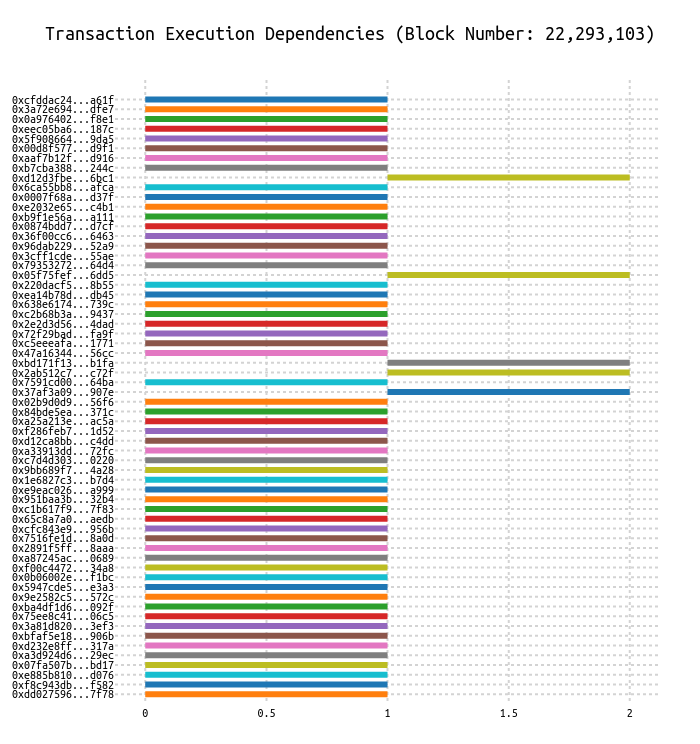 Transaction Execution Dependencies (Block Number: 22,293,103)
0xcfddac24...a61f
0x3a72e694...dfe7
0x0a976402...f8e1
0xeec05ba6...187c
0x5f908664...9da5
0x00d8f577...d9f1
0xaaf7b12f...d916
0xb7cba388...244c
0xd12d3fbe...6bc1
0x6ca55bb8...afca
0x0007f68a...d37f
0xe2032e65...c4b1
0xb9f1e56a...a111
0x0874bdd7...d7cf
0x36f00cc6...6463
0x96dab229...52a9
0x3cff1cde...55ae
0x79353272...64d4
0x05f75fef...6dd5
0x220dacf5...8b55
0xea14b78d...db45
0x638e6174...739c
0xc2b68b3a...9437
0x2e2d3d56...4dad
0x72f29bad...fa9f
0xc5eeeafa...1771
0x47a16344...56cc
0xbd171f13...b1fa
0x2ab512c7...c72f
0x7591cd00...64ba
0x37af3a09...907e
0x02b9d0d9...56f6
0x84bde5ea...371c
0xa25a213e...ac5a
0xf286feb7...1d52
0xd12ca8bb...c4dd
0xa33913dd...72fc
0xc7d4d303...0220
0x9bb689f7...4a28
0x1e6827c3...b7d4
0xe9eac026...a999
0x951baa3b...32b4
0xc1b617f9...7f83
0x65c8a7a0...aedb
0xcfc843e9...956b
0x7516fe1d...8a0d
0x2891f5ff...8aaa
0xa87245ac...0689
0xf00c4472...34a8
0x0b06002e...f1bc
0x5947cde5...e3a3
0x9e2582c5...572c
0xba4df1d6...092f
0x75ee8c41...06c5
0x3a81d820...3ef3
0xbfaf5e18...906b
0xd232e8ff...317a
0xa3d924d6...29ec
0x07fa507b...bd17
0xe885b810...d076
0xf8c943db...f582
0xdd027596...7f78
0 0.5 1 1.5 2